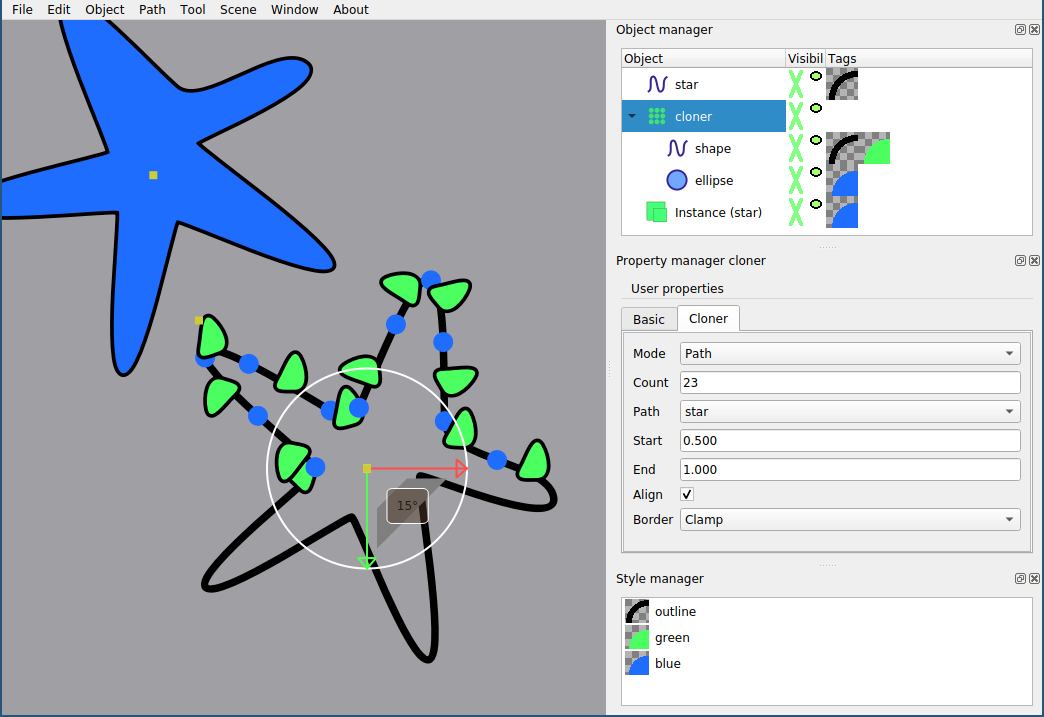 File Edit Object Path Tool Scene Window About
Object manager
Object Visibil Tags
star
cloner
shape
ellipse
Instance (star)
Property manager cloner
User properties
Basic Cloner
Mode Path
Count 23
Path star
Start 0.500
End 1.000
Align
Border Clamp
15°
Style manager
outline
green
blue